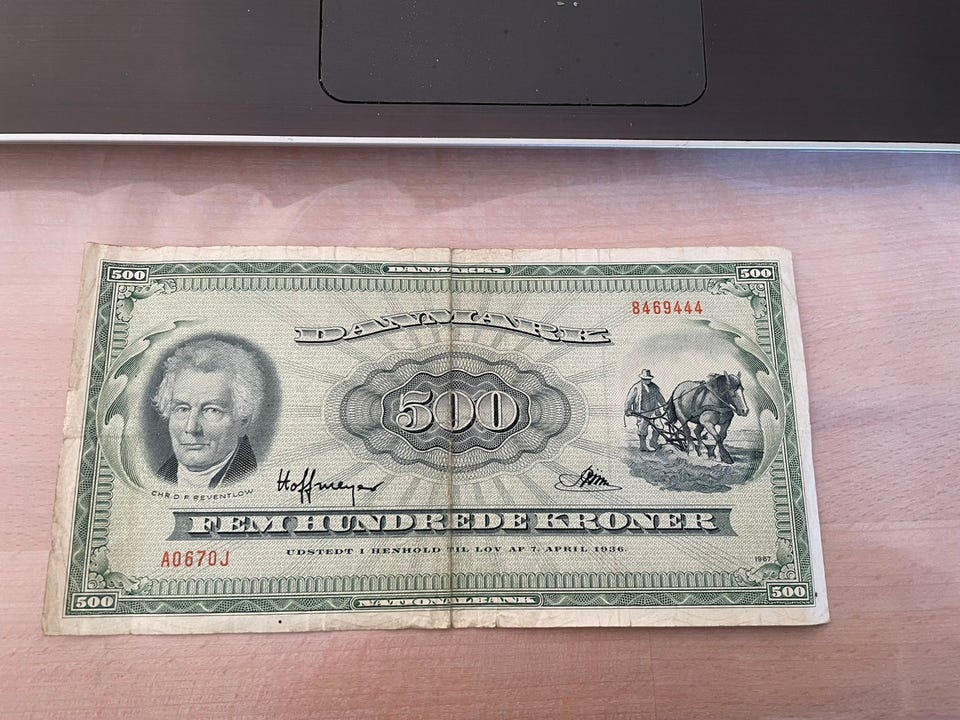 500 DANMARKS 500
8469444
DANMARK
500
CHR. D. F. REVENTLOW
Hoffmeyer
FEM HUNDREDE KRONER
UDSTEDT I HENHOLD TIL LOV AF 7. APRIL 1936.
A0670J
1967
500 NATIONALBANK 500